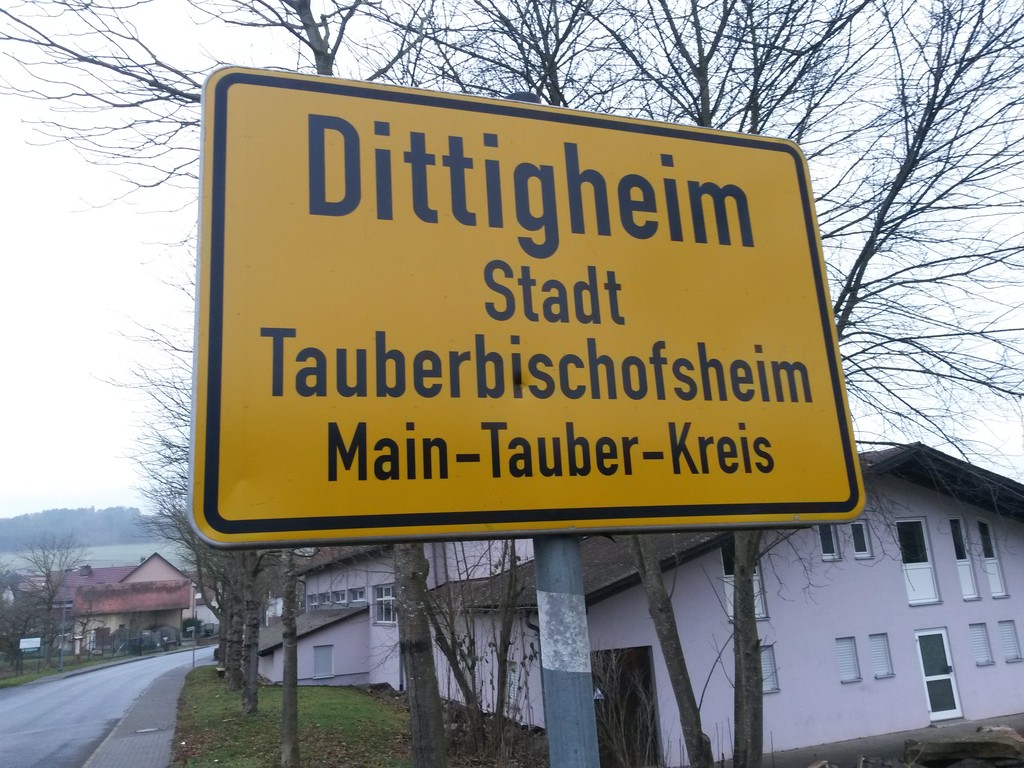 Dittigheim
Stadt
Tauberbischofsheim
Main-Tauber-Kreis